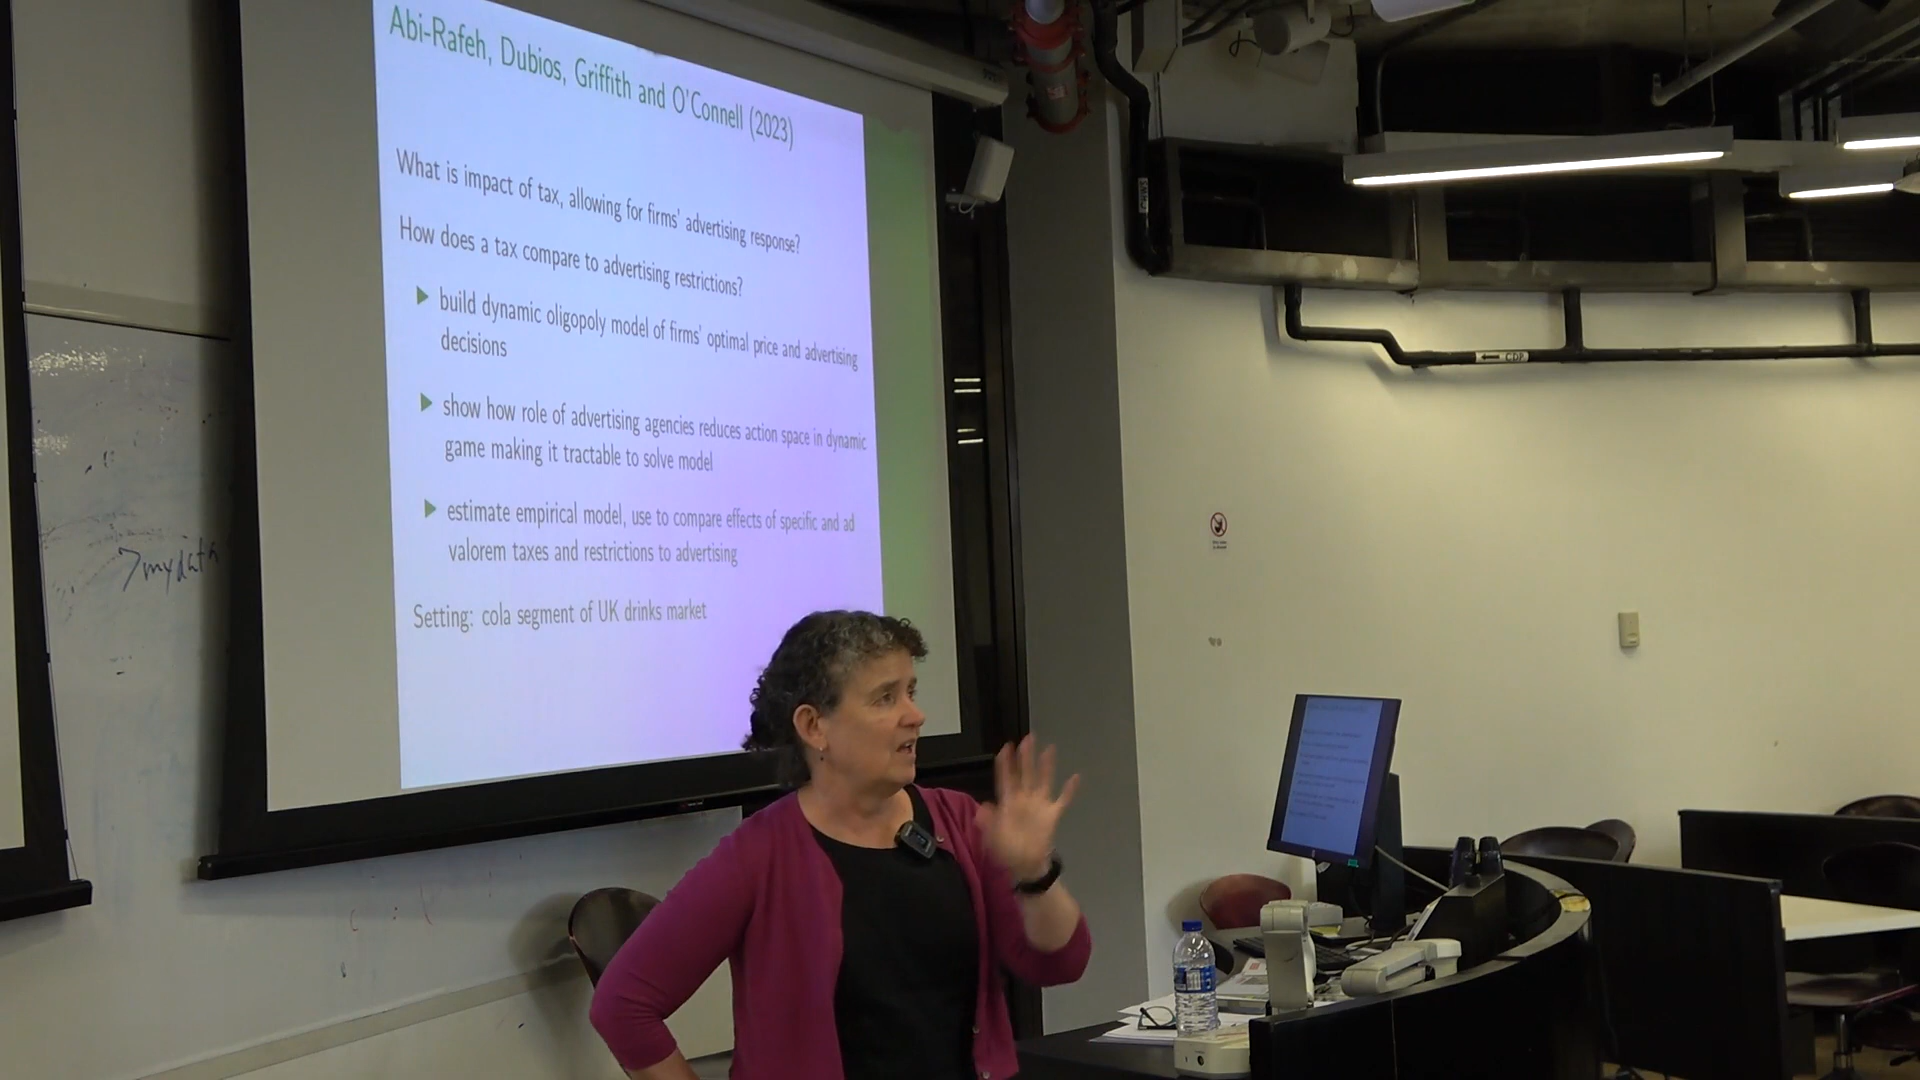 Abi-Rafeh, Dubios, Griffith and O'Connell (2023)
What is impact of tax, allowing for firms' advertising response?
How does a tax compare to advertising restrictions?
build dynamic oligopoly model of firms' optimal price and advertising
decisions
show how role of advertising agencies reduces action space in dynamic
game making it tractable to solve model
estimate empirical model, use to compare effects of specific and ad
valorem taxes and restrictions to advertising
Setting: cola segment of UK drinks market
>mydata
CDP